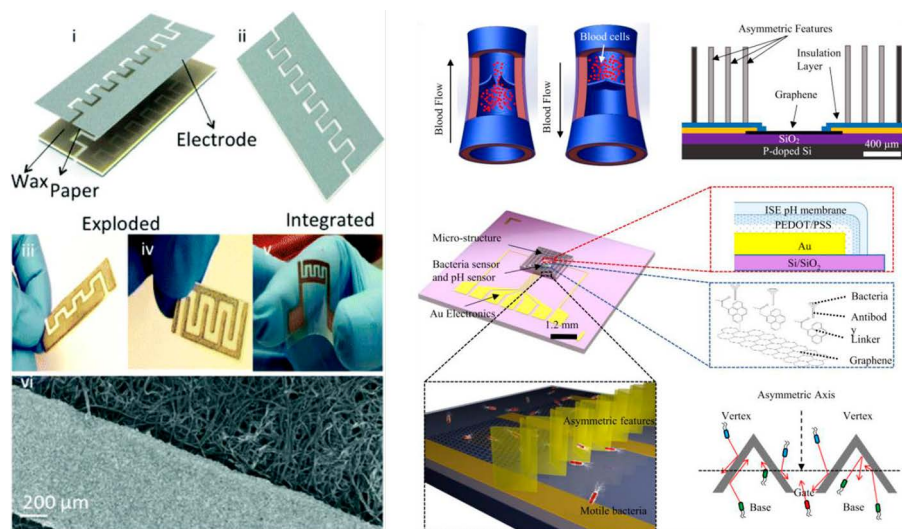 i
ii
Electrode
Wax
Paper
Exploded
Integrated
iii
iv
v
vi
200 µm
Blood Flow
Blood cells
Blood Flow
Asymmetric Features
Insulation
Layer
Graphene
SiO2
P-doped Si
400 µm
Micro-structure
Bacteria sensor
and pH sensor
Au Electronics
1.2 mm
ISE pH membrane
PEDOT/PSS
Au
Si/SiO2
Bacteria
Antibod
y
Linker
Graphene
Asymmetric features
Motile bacteria
Asymmetric Axis
Vertex
Vertex
Gate
Base
Base